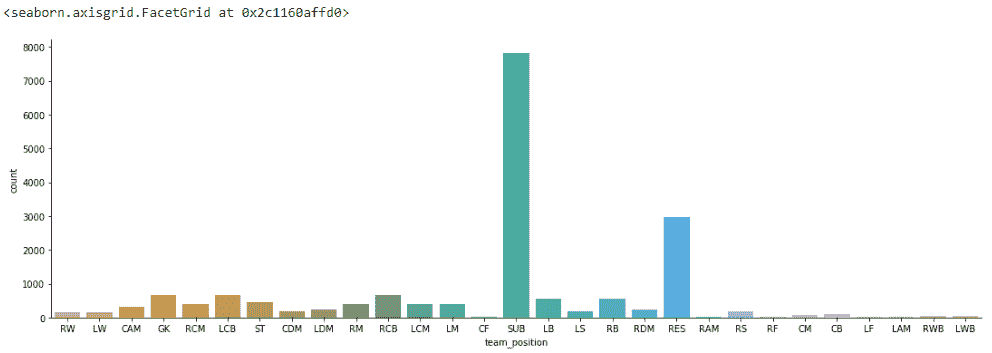 <seaborn.axisgrid.FacetGrid at 0x2c1160affd0>
8000
7000
6000
5000
4000
3000
2000
1000
0
count
RW LW CAM GK RCM LCB ST CDM LDM RM RCB LCM LM CF SUB LB LS RB RDM RES RAM RS RF CM CB LF LAM RWB LWB
team_position